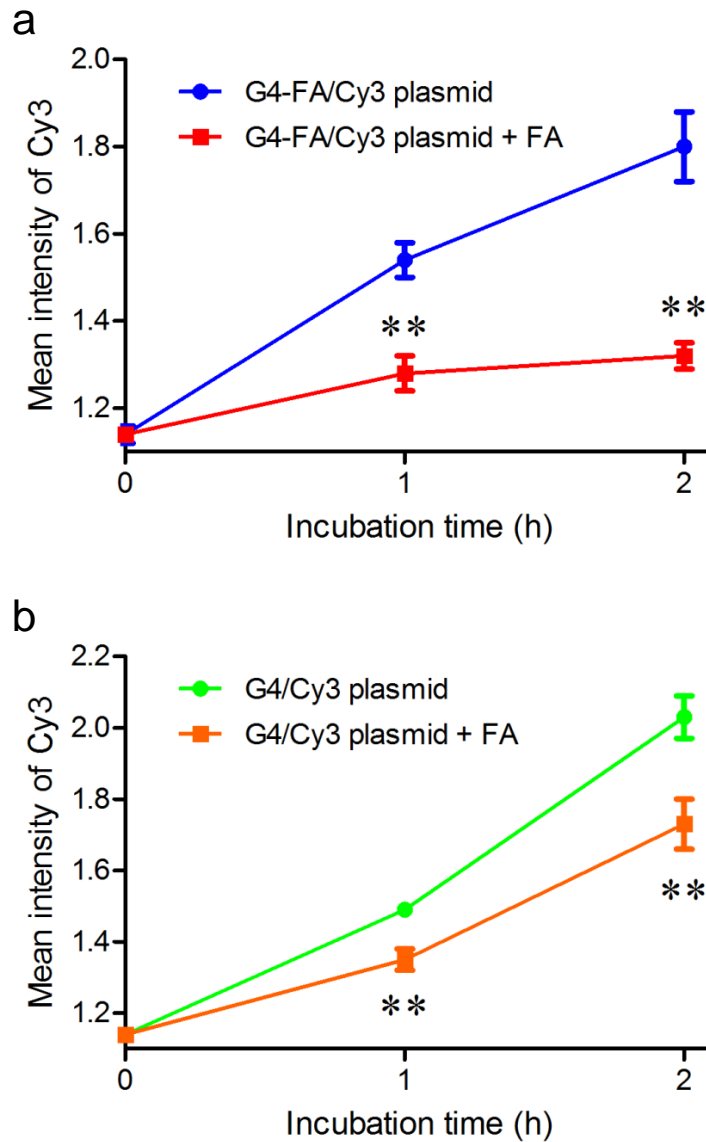 a
Mean intensity of Cy3
2.0
1.8
1.6
1.4
1.2
G4-FA/Cy3 plasmid
G4-FA/Cy3 plasmid + FA
**
**
0
1
2
Incubation time (h)
b
Mean intensity of Cy3
2.2
2.0
1.8
1.6
1.4
1.2
G4/Cy3 plasmid
G4/Cy3 plasmid + FA
**
**
0
1
2
Incubation time (h)